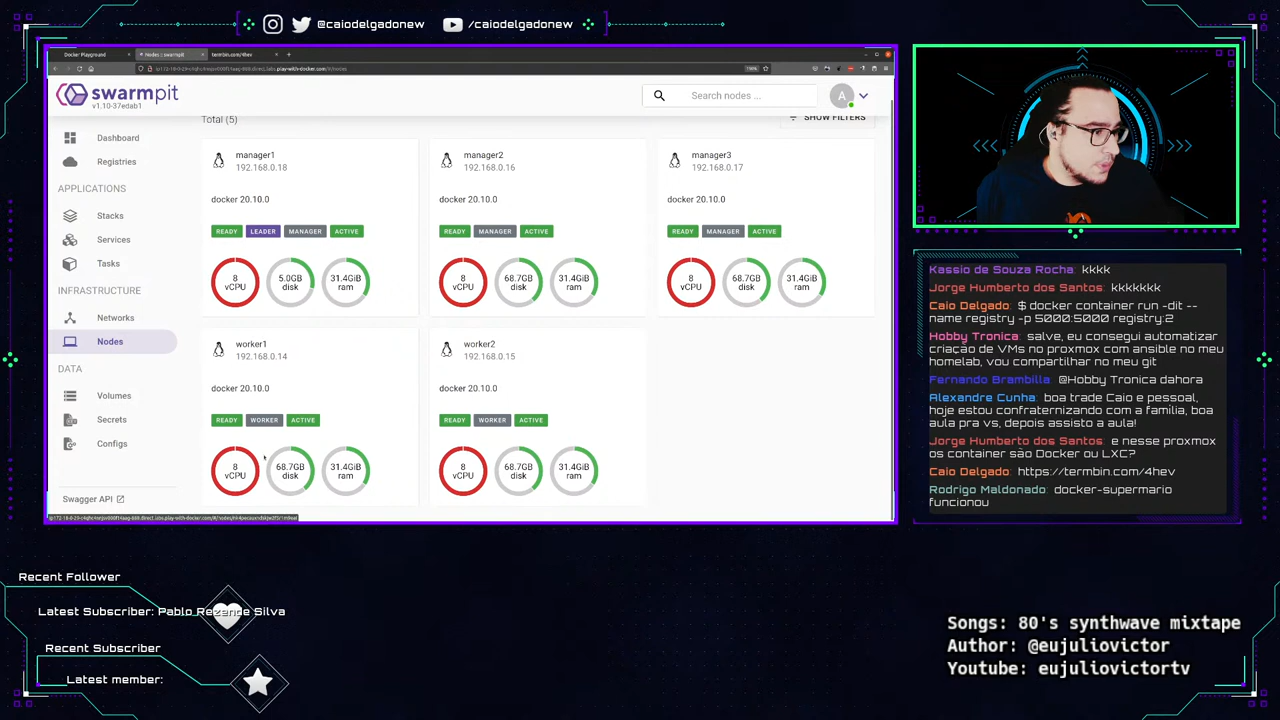 @caiodelgadonew
/caiodelgadonew
Docker Playground
Nodes :: swarmpit
termbin.com/4hev
swarmpit
v1.10-37edab1
Search nodes ...
A
Total (5)
SHOW FILTERS
Dashboard
Registries
APPLICATIONS
Stacks
Services
Tasks
INFRASTRUCTURE
Networks
Nodes
DATA
Volumes
Secrets
Configs
Swagger API
manager1
192.168.0.18
docker 20.10.0
READY LEADER MANAGER ACTIVE
8 vCPU
5.0GB disk
31.4GiB ram
manager2
192.168.0.16
docker 20.10.0
READY MANAGER ACTIVE
8 vCPU
68.7GB disk
31.4GiB ram
manager3
192.168.0.17
docker 20.10.0
READY MANAGER ACTIVE
8 vCPU
68.7GB disk
31.4GiB ram
worker1
192.168.0.14
docker 20.10.0
READY WORKER ACTIVE
8 vCPU
68.7GB disk
31.4GiB ram
worker2
192.168.0.15
docker 20.10.0
READY WORKER ACTIVE
8 vCPU
68.7GB disk
31.4GiB ram
Kassio de Souza Rocha: kkkk
Jorge Humberto dos Santos: kkkkkkk
Caio Delgado: $ docker container run -dit --
name registry -p 5000:5000 registry:2
Hobby Tronica: salve, eu consegui automatizar
criaçao de VMs no proxmox com ansible no meu
homelab, vou compartilhar no meu git
Fernando Brambilla: @Hobby Tronica dahora
Alexandre Cunha: boa trade Caio e pessoal,
hoje estou confraternizando com a familia,boa
aula pra vs, depois assisto a aula!
Jorge Humberto dos Santos: e nesse proxmox
os container são Docker ou LXC?
Caio Delgado: https://termbin.com/4hev
Rodrigo Maldonado: docker-supermario
funcionou
Recent Follower
Latest Subscriber: Pablo Rezende Silva
Recent Subscriber
Latest member:
Songs: 80's synthwave mixtape
Author: @eujuliovictor
Youtube: eujuliovictortv